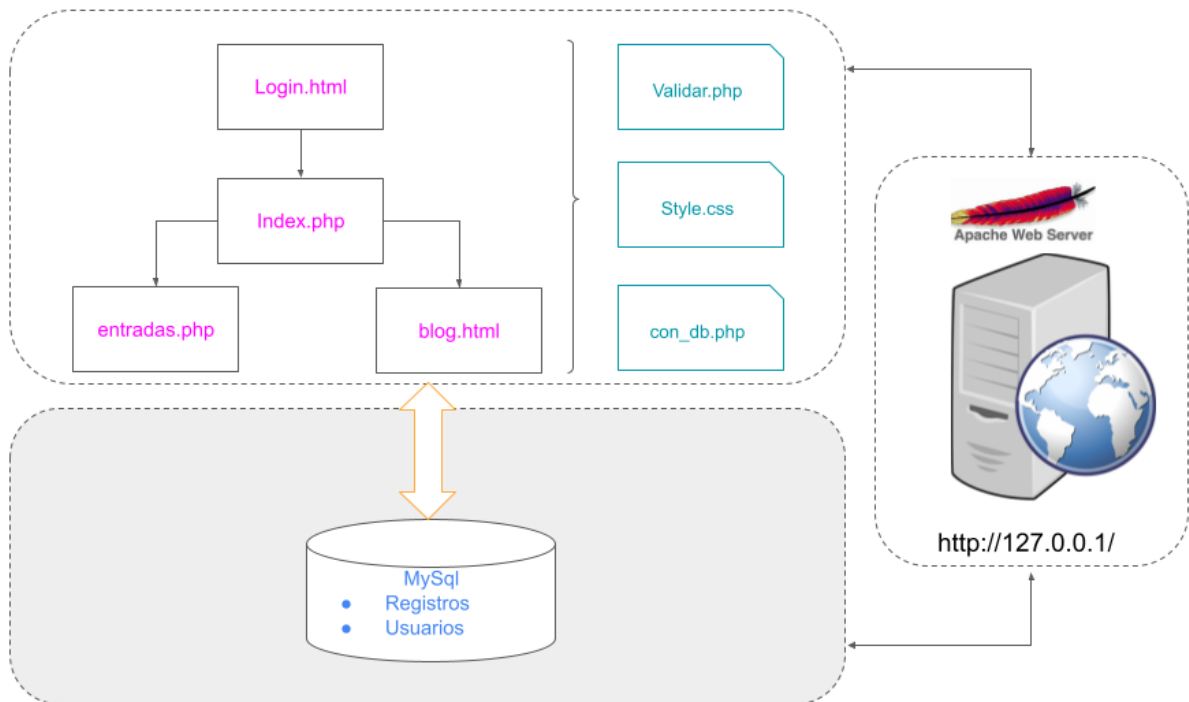 Login.html
Validar.php
Index.php
Style.css
entradas.php
blog.html
con_db.php
Apache Web Server
http://127.0.0.1/
MySql
● Registros
● Usuarios